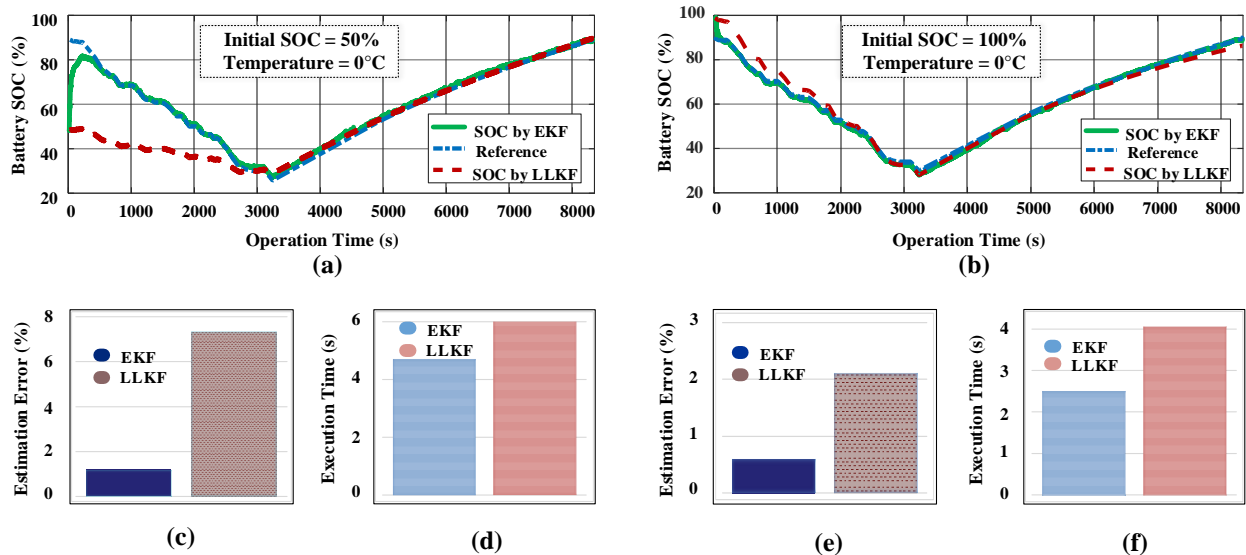 Battery SOC (%)
100
80
60
40
20
Initial SOC = 50%
Temperature = 0°C
SOC by EKF
Reference
SOC by LLKF
0 1000 2000 3000 4000 5000 6000 7000 8000
Operation Time (s)
(a)
Battery SOC (%)
100
80
60
40
20
Initial SOC = 100%
Temperature = 0°C
SOC by EKF
Reference
SOC by LLKF
0 1000 2000 3000 4000 5000 6000 7000 8000
Operation Time (s)
(b)
Estimation Error (%)
8
6
4
2
0
EKF
LLKF
(c)
Execution Time (s)
6
4
2
0
EKF
LLKF
(d)
Estimation Error (%)
3
2
1
0
EKF
LLKF
(e)
Execution Time (s)
4
3
2
1
0
EKF
LLKF
(f)